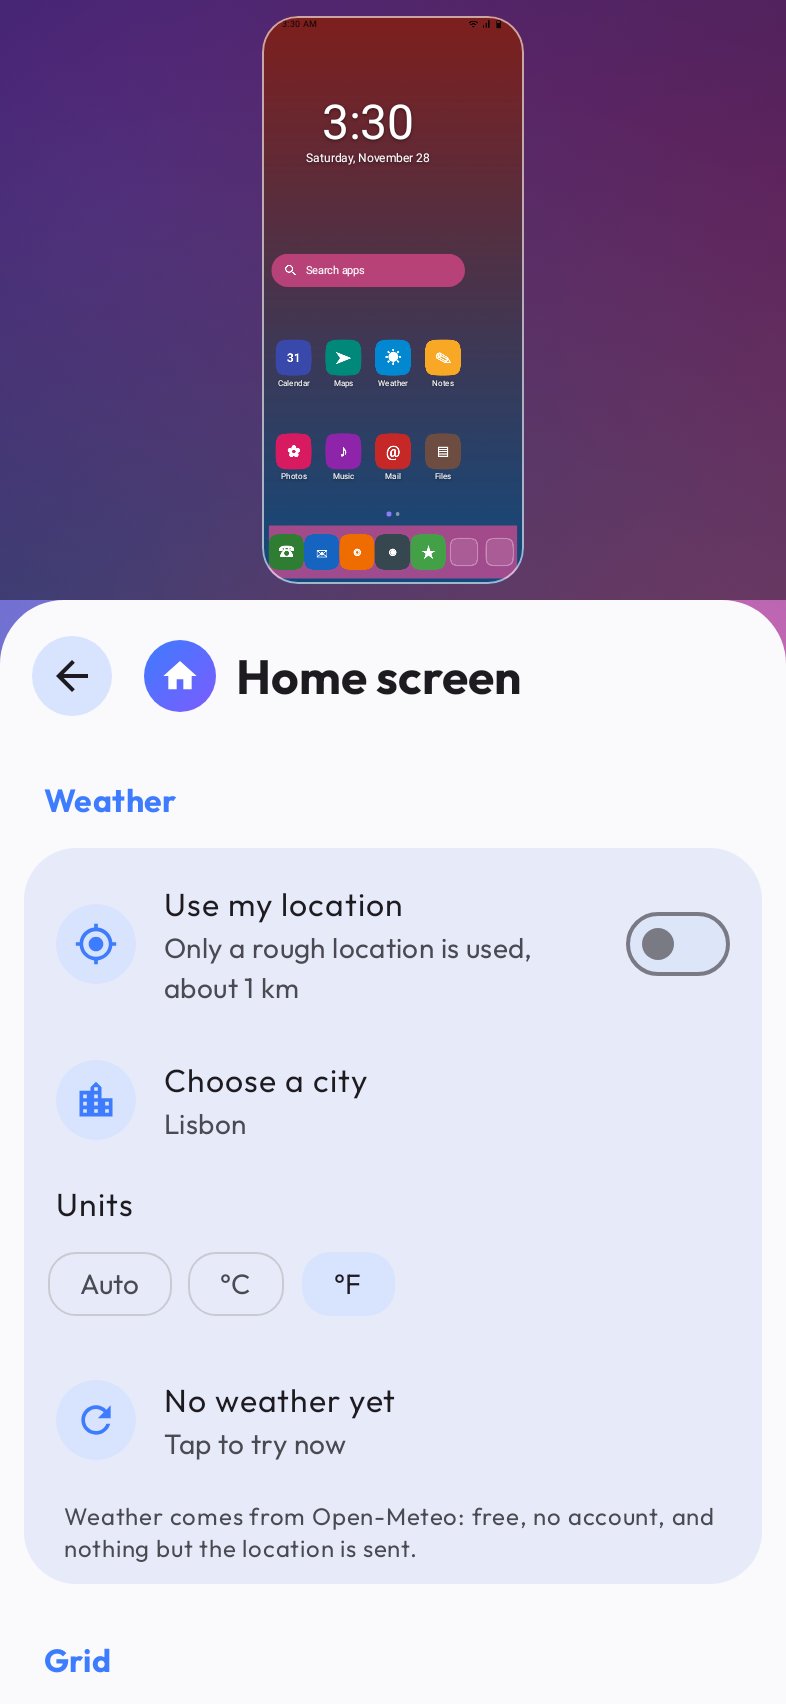 3:30 AM
3:30
Saturday, November 28
Search apps
31
Calendar Maps Weather Notes
@
Photos Music Mail Files
Home screen
Weather
Use my location
Only a rough location is used,
about 1 km
Choose a city
Lisbon
Units
Auto °C °F
No weather yet
Tap to try now
Weather comes from Open-Meteo: free, no account, and
nothing but the location is sent.
Grid